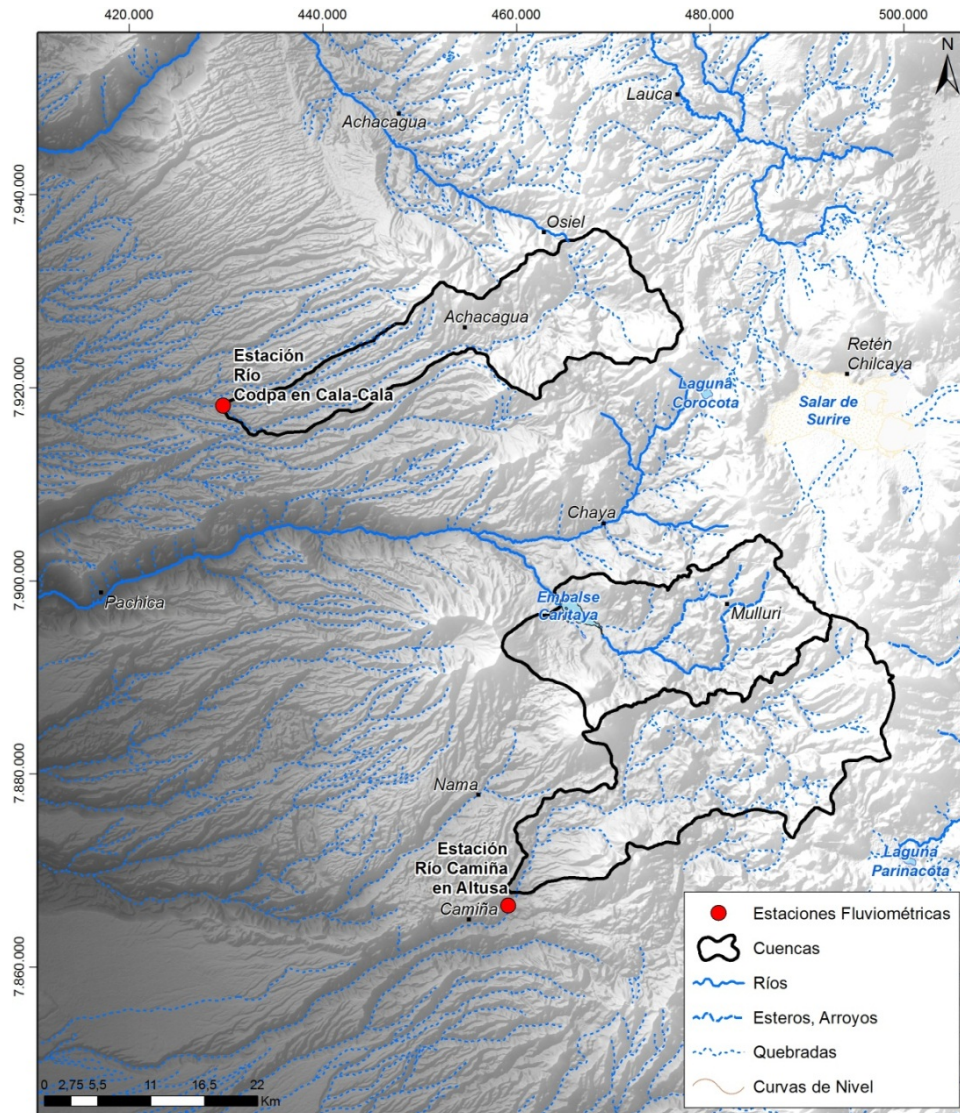 420.000
440.000
460.000
480.000
500.000
N
7.940.000
7.920.000
7.900.000
7.880.000
7.860.000
Lauca
Achacagua
Osiel
Achacagua
Retén
Chilcaya
Estación
Río
Codpa en Cala-Cala
Laguna
Corocota
Salar de
Surire
Chaya
Pachica
Embalse
Caritaya
Mulluri
Nama
Estación
Río Camiña
en Altusa
Camiña
Laguna
Parinacota
Estaciones Fluviométricas
Cuencas
Ríos
Esteros, Arroyos
Quebradas
Curvas de Nivel
0 2,75 5,5 11 16,5 22
Km